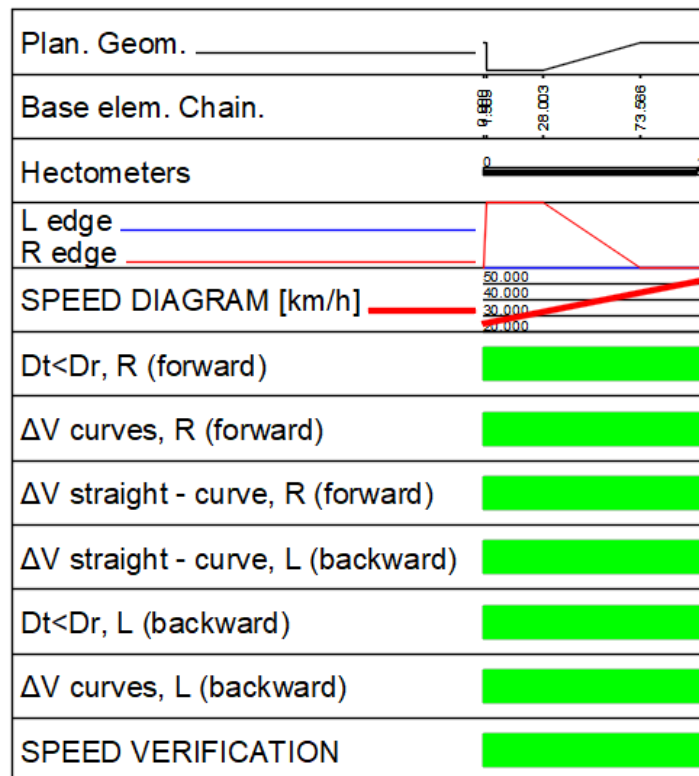 Plan. Geom.
Base elem. Chain.
28.003
73.566
Hectometers
0
L edge
R edge
SPEED DIAGRAM [km/h]
50.000
40.000
30.000
20.000
Dt<Dr, R (forward)
ΔV curves, R (forward)
ΔV straight - curve, R (forward)
ΔV straight - curve, L (backward)
Dt<Dr, L (backward)
ΔV curves, L (backward)
SPEED VERIFICATION